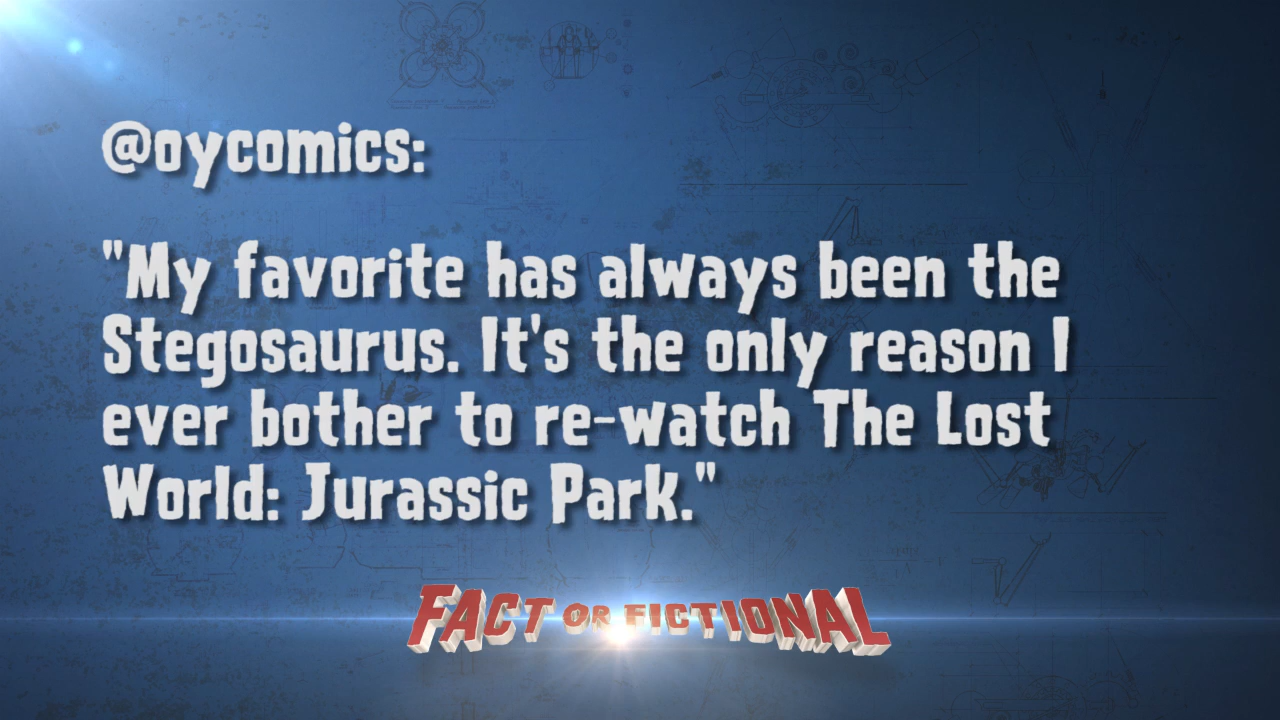 @oycomics:
"My favorite has always been the
Stegosaurus. It's the only reason I
ever bother to re-watch The Lost
World: Jurassic Park."
FACT OR FICTIONAL